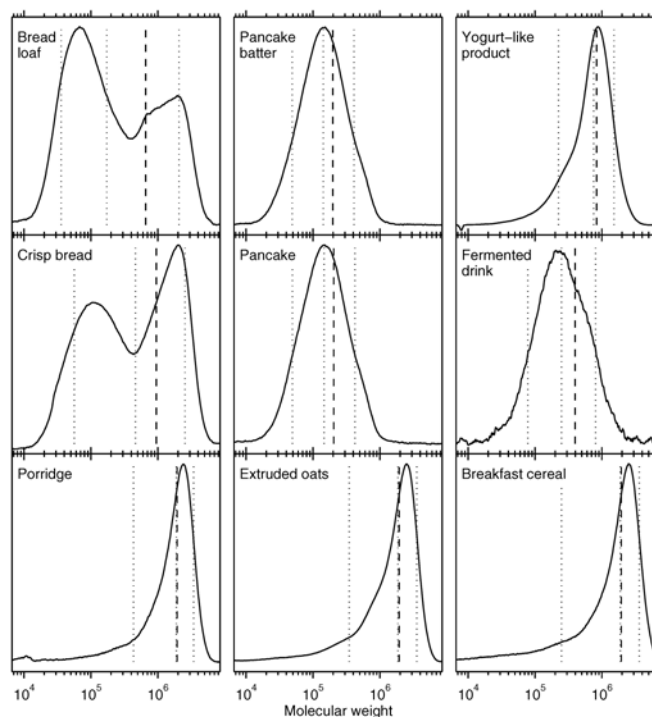 Bread
loaf
Pancake
batter
Yogurt–like
product
Crisp bread
Pancake
Fermented
drink
Porridge
Extruded oats
Breakfast cereal
10⁴ 10⁵ 10⁶ 10⁴ 10⁵ 10⁶ 10⁴ 10⁵ 10⁶
Molecular weight